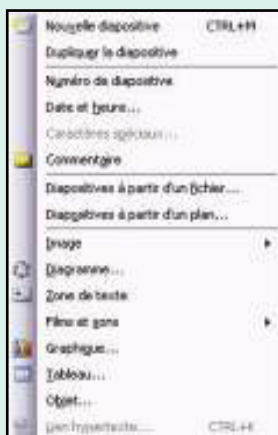 Nouvelle diapositive CTRL+M
Dupliquer la diapositive
Numéro de diapositive
Date et heure...
Caractères spéciaux...
Commentaire
Diapositives à partir d'un fichier...
Diapositives à partir d'un plan...
Image
Diagramme...
Zone de texte
Films et sons
Graphique...
Tableau...
Objet...
Lien hypertexte... CTRL+K